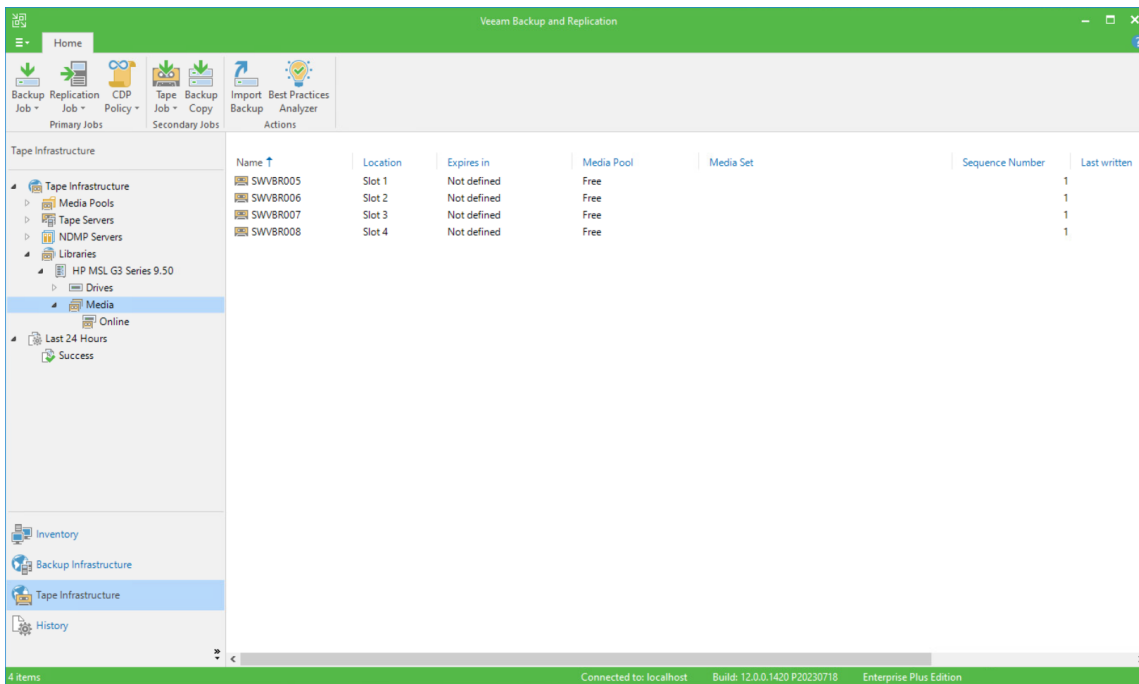 Veeam Backup and Replication
Home
Backup Job
Replication Job
CDP Policy
Tape Job
Backup Copy
Import Backup
Best Practices Analyzer
Primary Jobs
Secondary Jobs
Actions
Tape Infrastructure
Tape Infrastructure
Media Pools
Tape Servers
NDMP Servers
Libraries
HP MSL G3 Series 9.50
Drives
Media
Online
Last 24 Hours
Success
Name Location Expires in Media Pool Media Set Sequence Number Last written
SWVBR005 Slot 1 Not defined Free 1
SWVBR006 Slot 2 Not defined Free 1
SWVBR007 Slot 3 Not defined Free 1
SWVBR008 Slot 4 Not defined Free 1
Inventory
Backup Infrastructure
Tape Infrastructure
History
4 items Connected to: localhost Build: 12.0.0.1420 P20230718 Enterprise Plus Edition